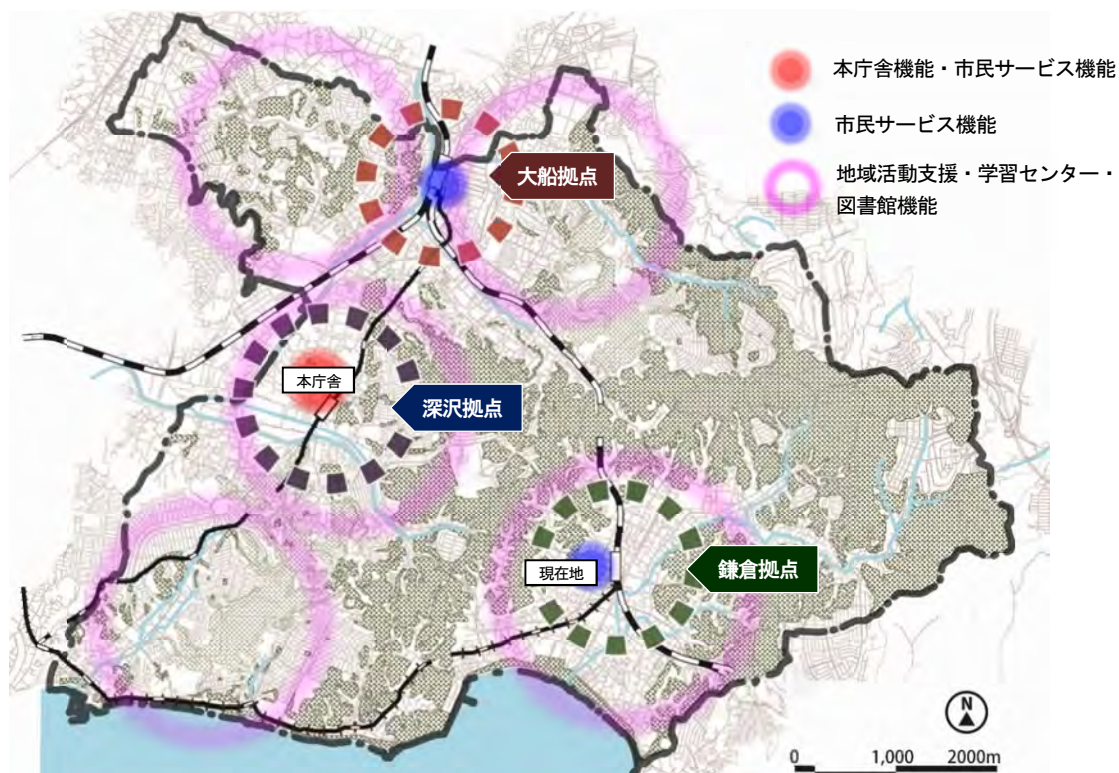 本庁舎機能・市民サービス機能
市民サービス機能
地域活動支援・学習センター・
図書館機能
大船拠点
本庁舎
深沢拠点
現在地
鎌倉拠点
N
0 1,000 2000m